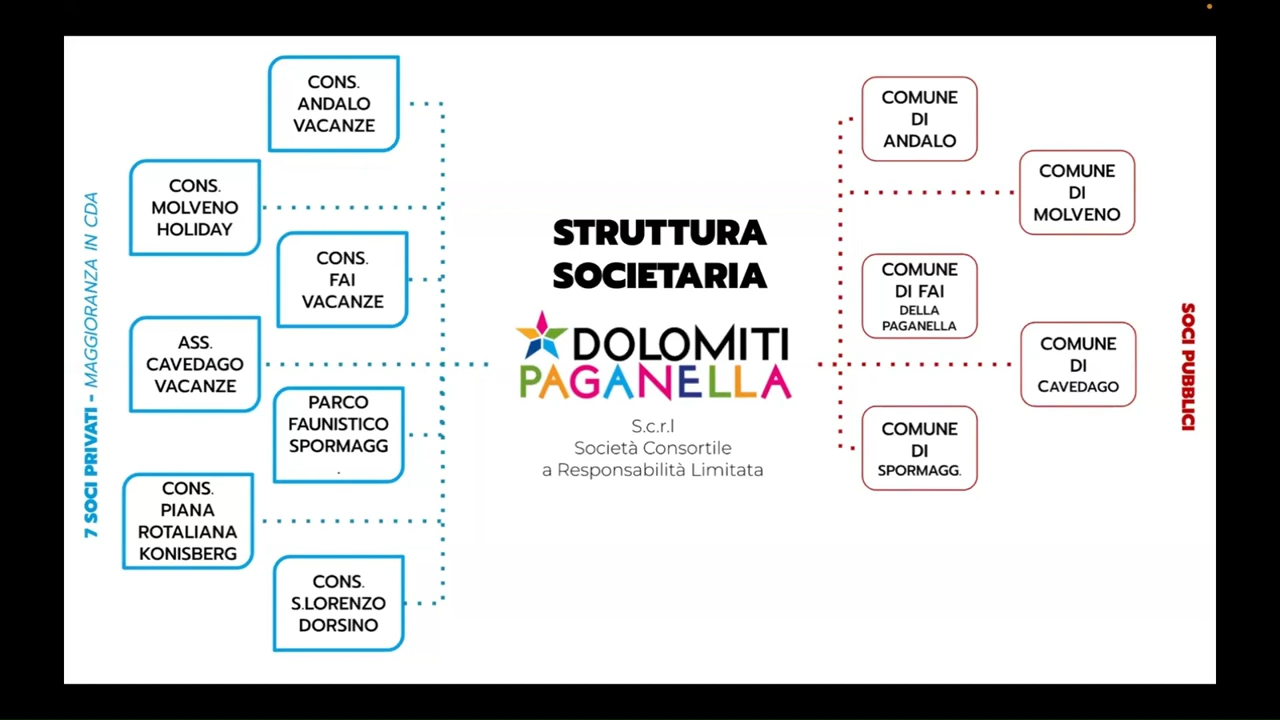 7 SOCI PRIVATI - MAGGIORANZA IN CDA
CONS.
ANDALO
VACANZE
CONS.
MOLVENO
HOLIDAY
CONS.
FAI
VACANZE
ASS.
CAVEDAGO
VACANZE
PARCO
FAUNISTICO
SPORMAGG
.
CONS.
PIANA
ROTALIANA
KONISBERG
CONS.
S.LORENZO
DORSINO
STRUTTURA
SOCIETARIA
DOLOMITI
PAGANELLA
S.c.r.l
Società Consortile
a Responsabilità Limitata
COMUNE
DI
ANDALO
COMUNE
DI
MOLVENO
COMUNE
DI FAI
DELLA
PAGANELLA
COMUNE
DI
CAVEDAGO
COMUNE
DI
SPORMAGG.
SOCI PUBBLICI